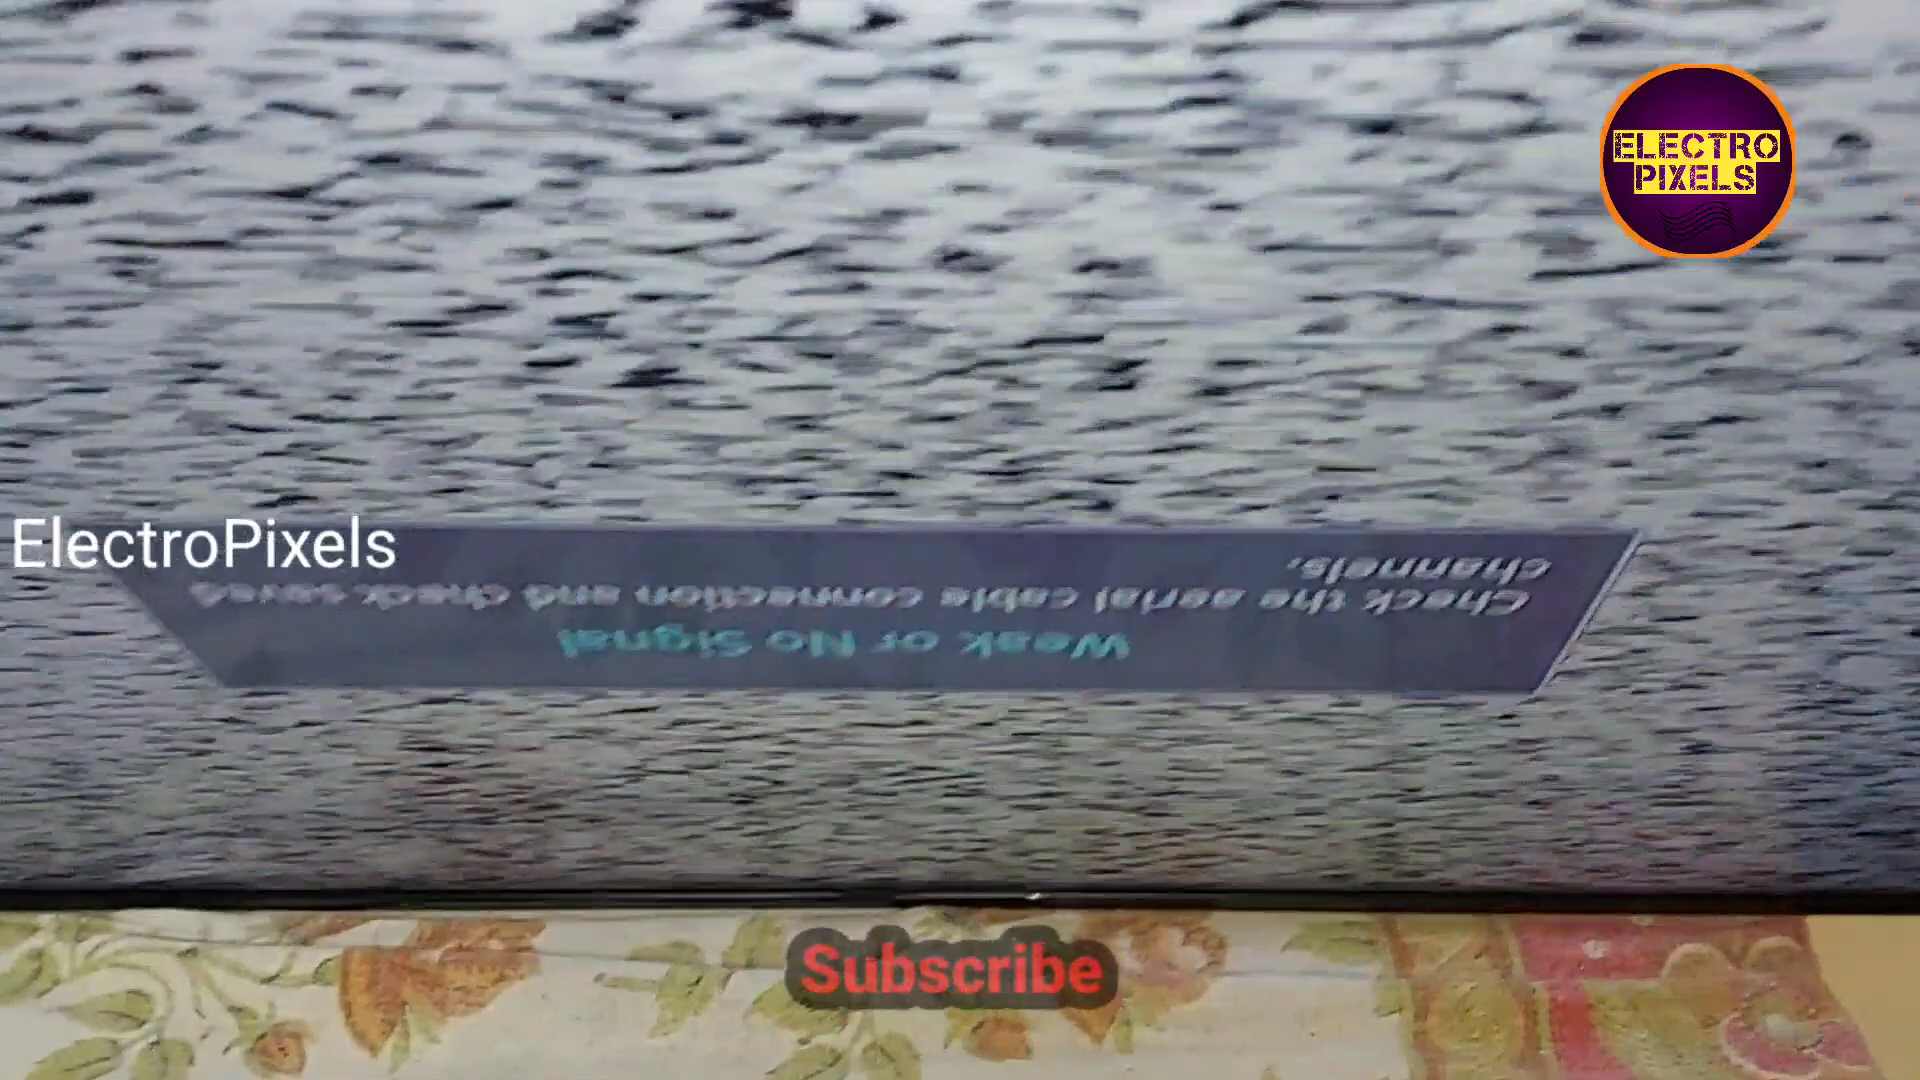 ELECTRO
PIXELS
ElectroPixels
Weak or No Signal
Check the aerial cable connection and check saved
channels.
Subscribe